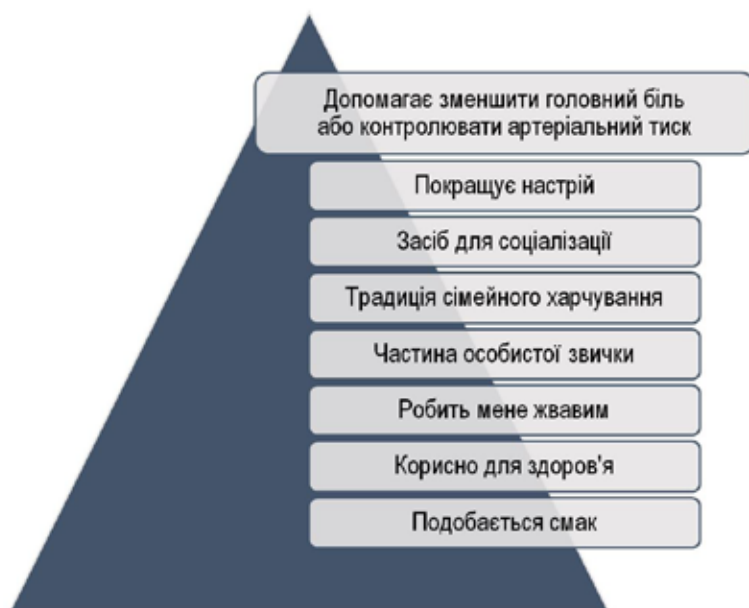 Допомагає зменшити головний біль
або контролювати артеріальний тиск
Покращує настрій
Засіб для соціалізації
Традиція сімейного харчування
Частина особистої звички
Робить мене жвавим
Корисно для здоров'я
Подобається смак